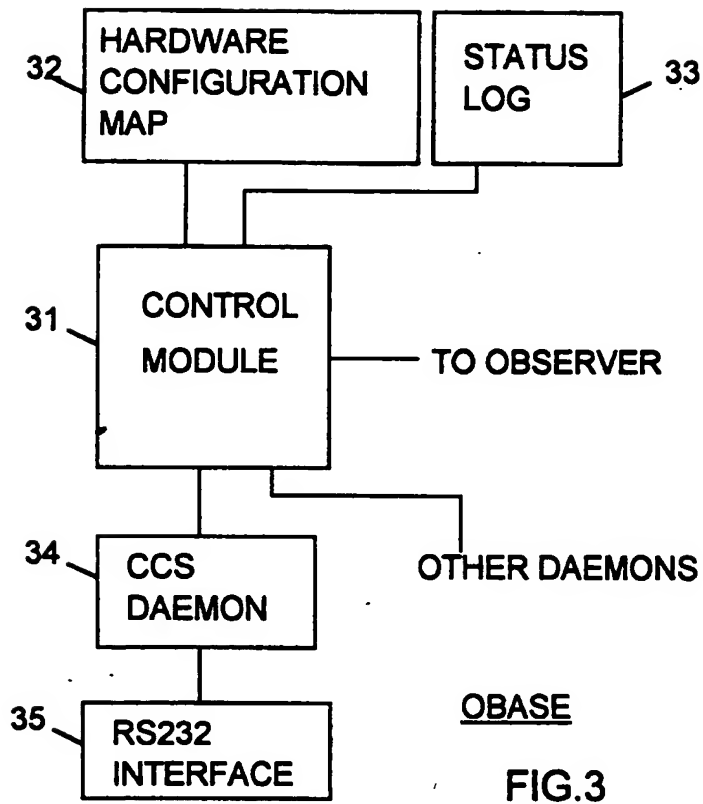 32
HARDWARE
CONFIGURATION
MAP
STATUS
LOG
33
31
CONTROL
MODULE
TO OBSERVER
34
CCS
DAEMON
OTHER DAEMONS
35
RS232
INTERFACE
OBASE
FIG.3